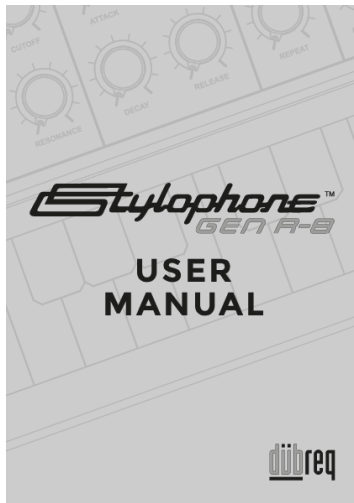 ATTACK
CUTOFF
REPEAT
RELEASE
DECAY
RESONANCE
Stylophone™
GEN R-8
USER
MANUAL
dübreq